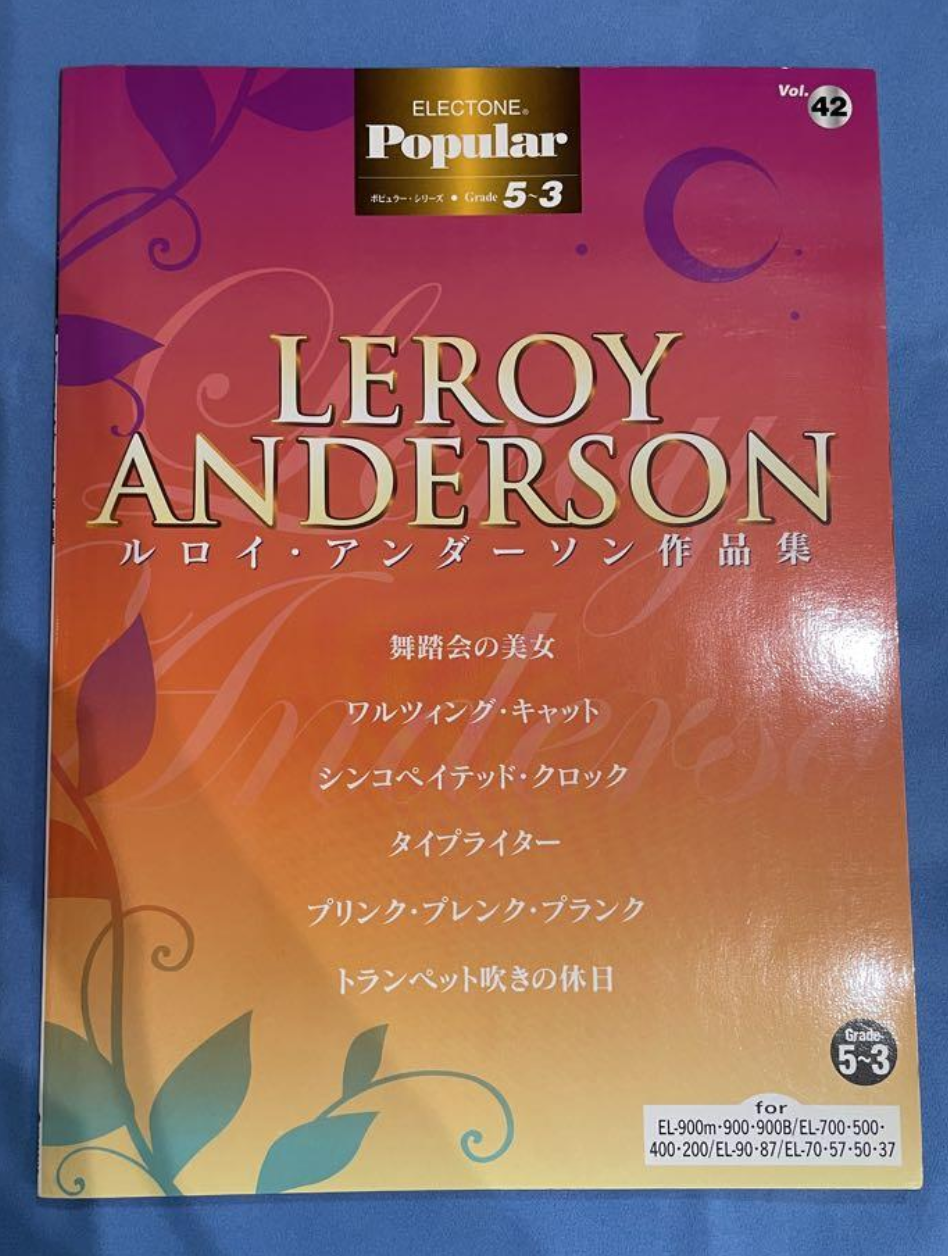 Vol. 42
ELECTONE®
Popular
ポピュラー・シリーズ ● Grade 5~3
LEROY
ANDERSON
ルロイ・アンダーソン作品集
舞踏会の美女
ワルツィング・キャット
シンコペイテッド・クロック
タイプライター
プリンク・プレンク・プランク
トランペット吹きの休日
Grade
5~3
for
EL-900m・900・900B/EL-700・500・
400・200/EL-90・87/EL-70・57・50・37
Leroy
Anderso